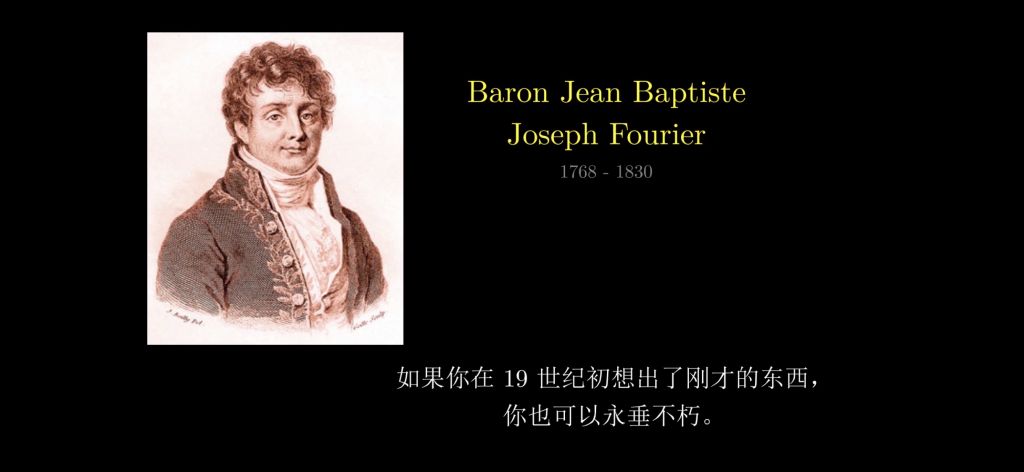 Baron Jean Baptiste
Joseph Fourier
1768 - 1830
如果你在 19 世纪初想出了刚才的东西，
你也可以永垂不朽。